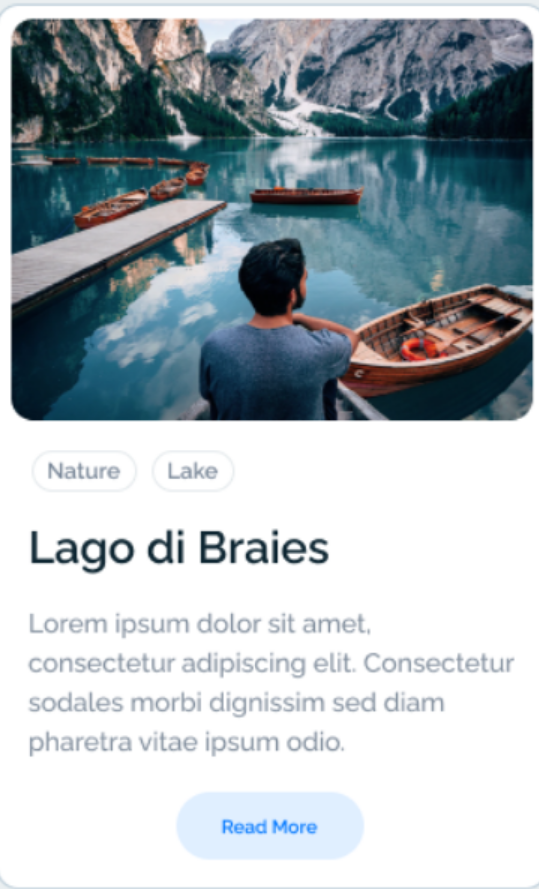 Nature Lake
Lago di Braies
Lorem ipsum dolor sit amet,
consectetur adipiscing elit. Consectetur
sodales morbi dignissim sed diam
pharetra vitae ipsum odio.
Read More